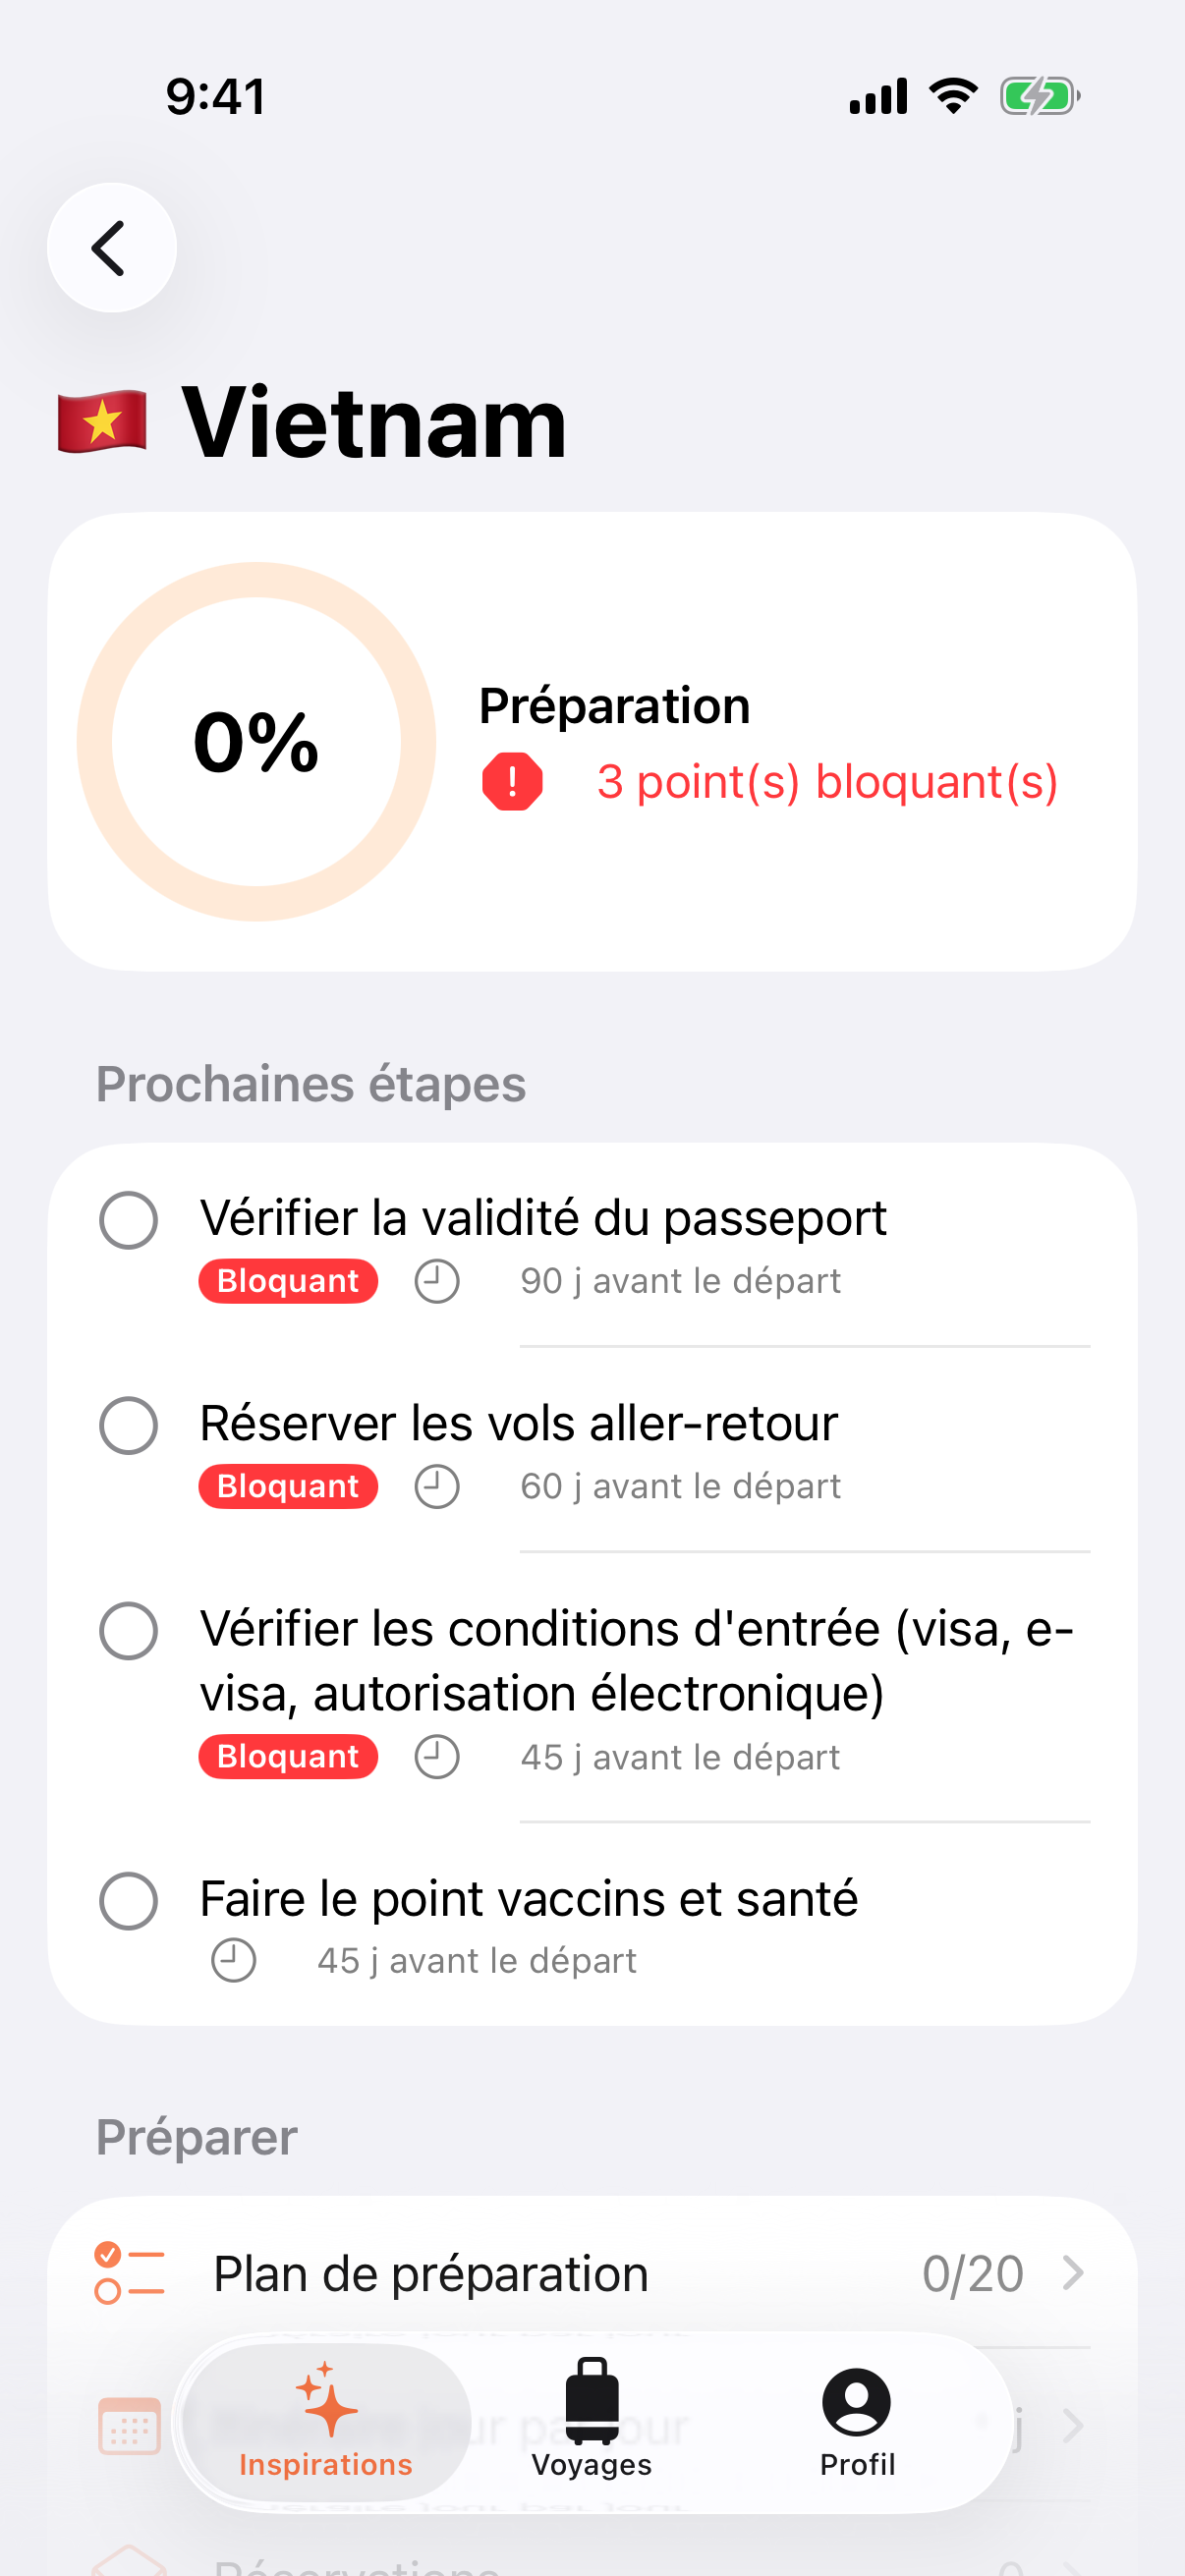 9:41
🇻🇳 Vietnam
0%
Préparation
3 point(s) bloquant(s)
Prochaines étapes
Vérifier la validité du passeport
Bloquant 90 j avant le départ
Réserver les vols aller-retour
Bloquant 60 j avant le départ
Vérifier les conditions d'entrée (visa, e-
visa, autorisation électronique)
Bloquant 45 j avant le départ
Faire le point vaccins et santé
45 j avant le départ
Préparer
Plan de préparation 0/20
Inspirations Voyages Profil
Réservations 0